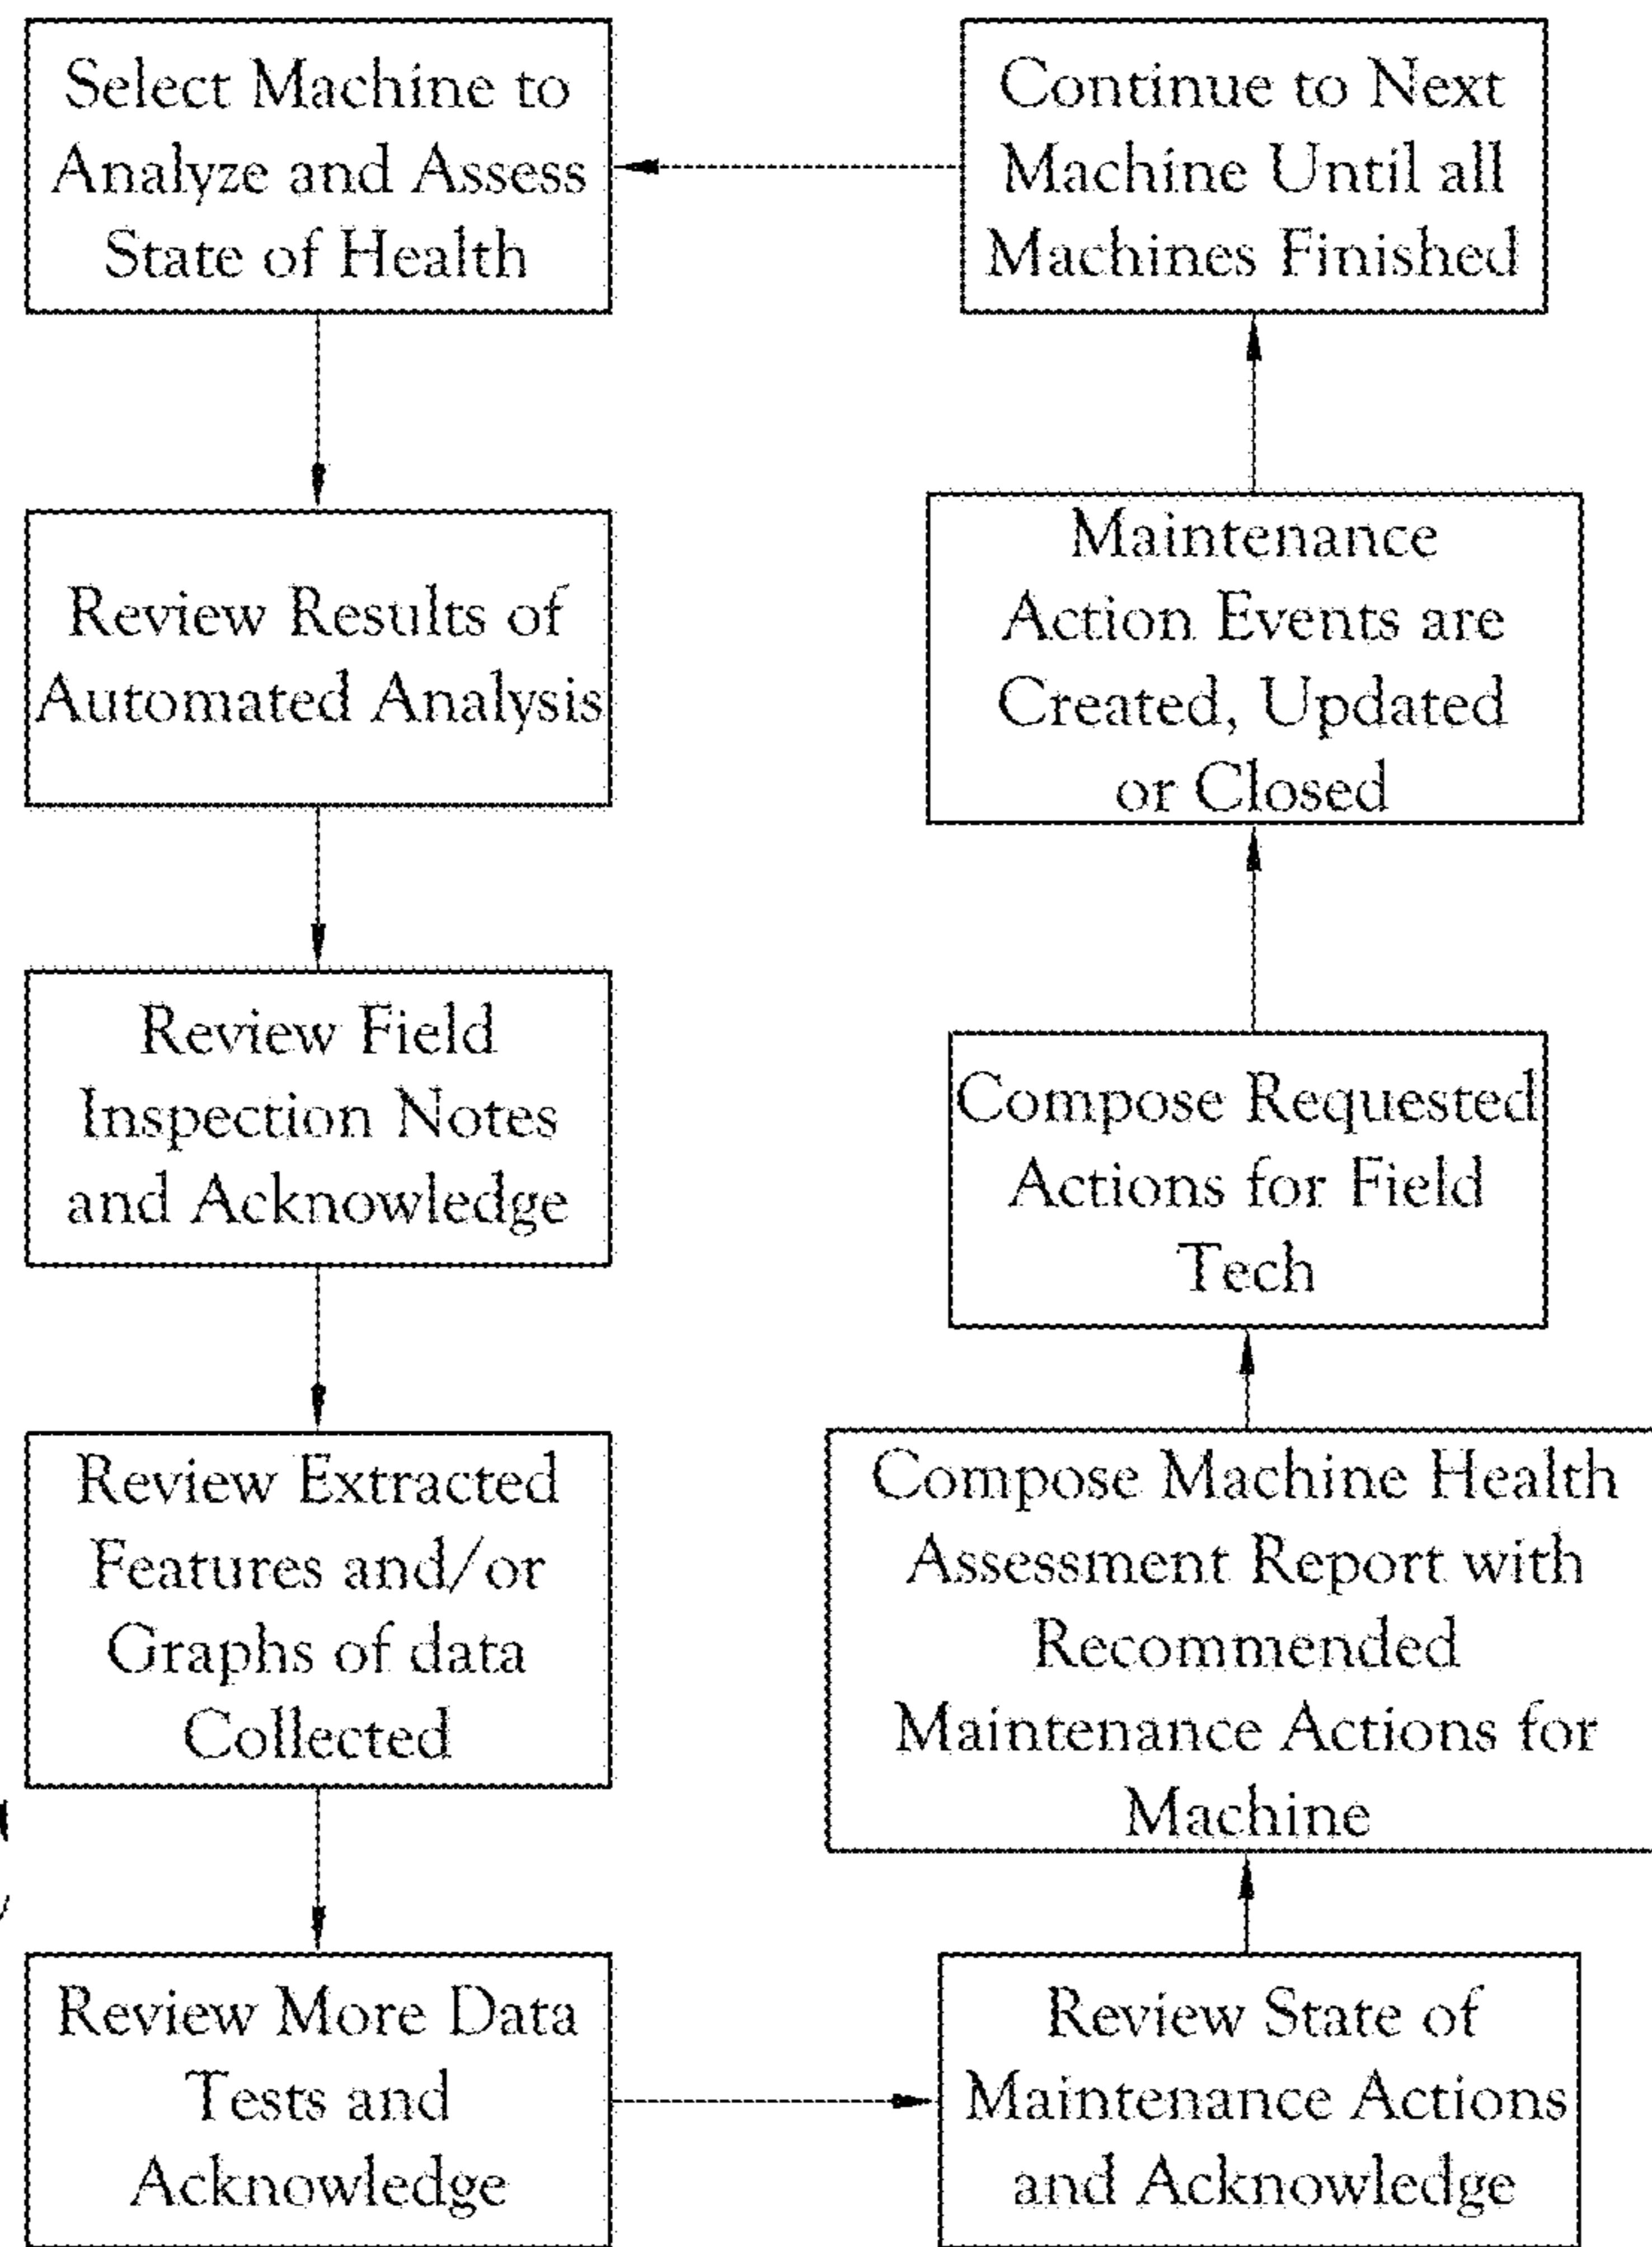 Select Machine to
Analyze and Assess
State of Health
Review Results of
Automated Analysis
Review Field
Inspection Notes
and Acknowledge
Review Extracted
Features and/or
Graphs of data
Collected
Review More Data
Tests and
Acknowledge
Review State of
Maintenance Actions
and Acknowledge
Compose Machine Health
Assessment Report with
Recommended
Maintenance Actions for
Machine
Compose Requested
Actions for Field
Tech
Maintenance
Action Events are
Created, Updated
or Closed
Continue to Next
Machine Until all
Machines Finished